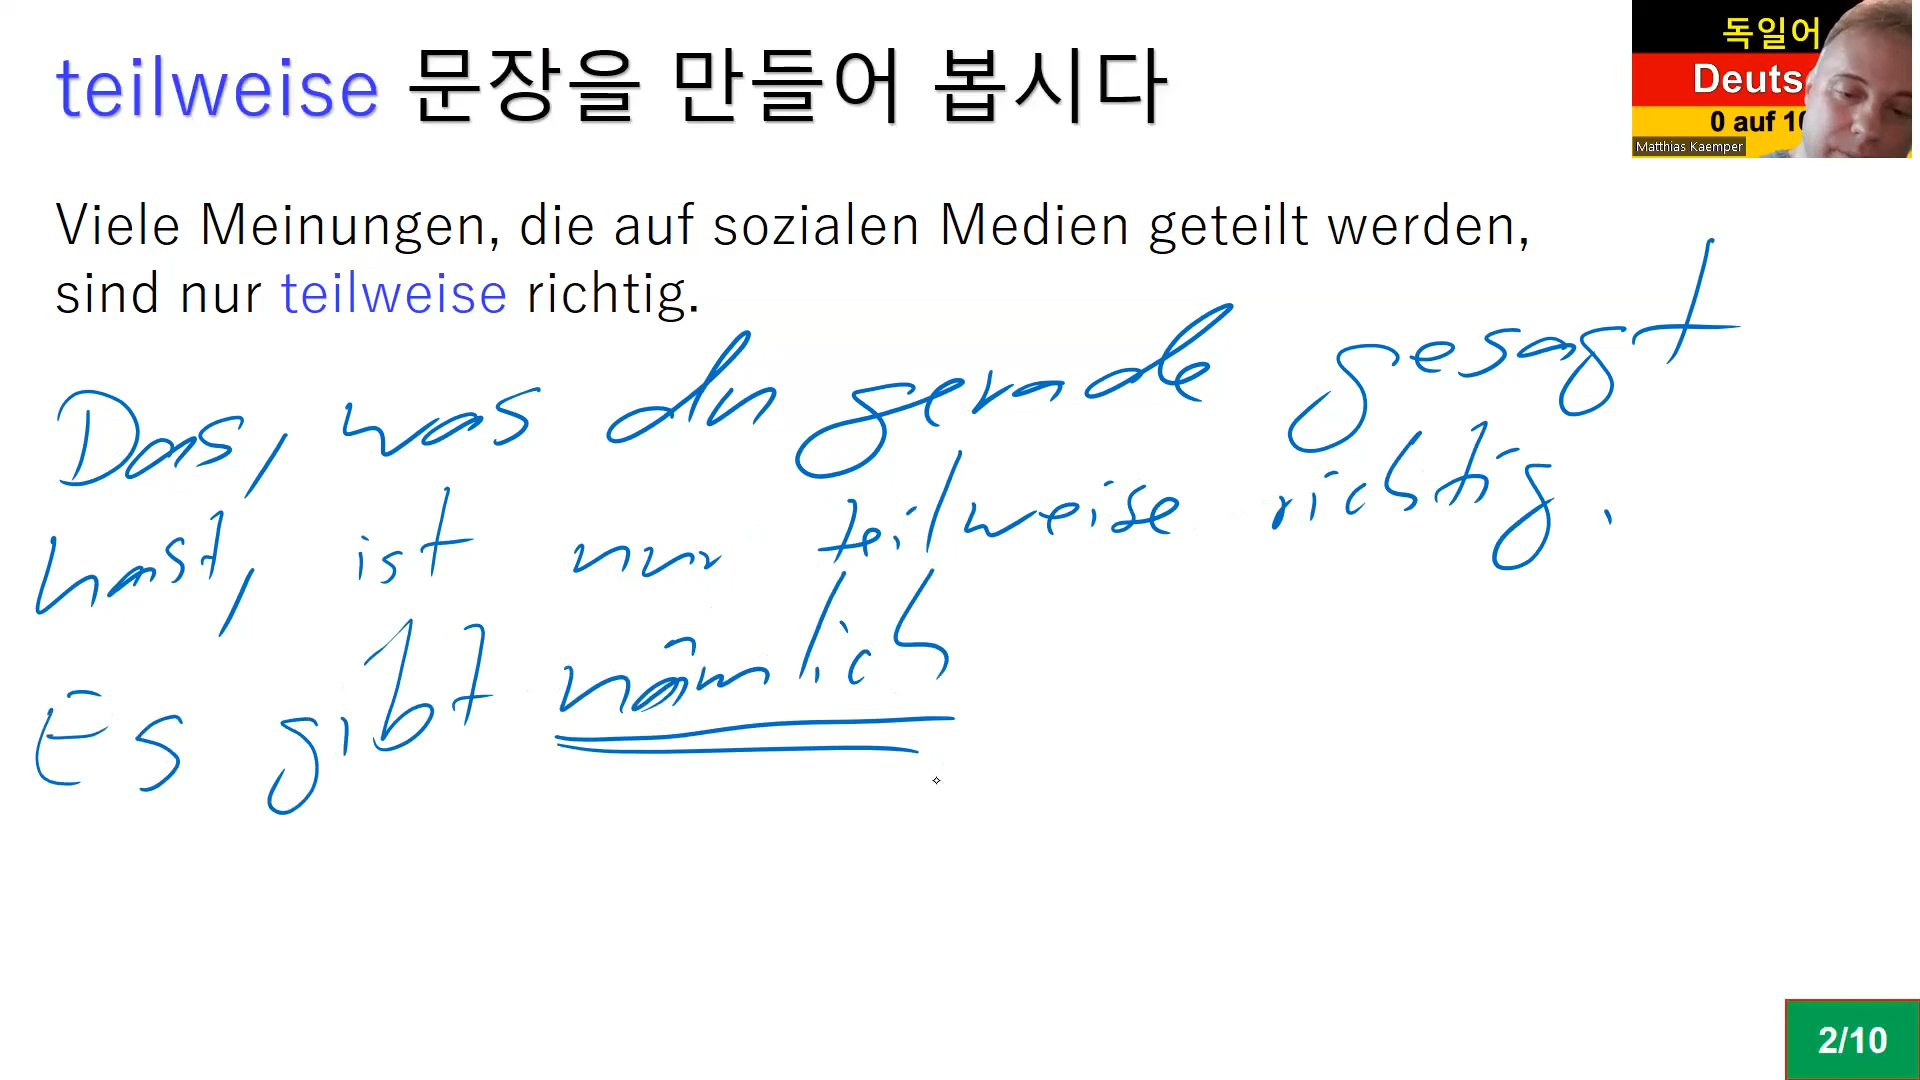 teilweise 문장을 만들어 봅시다
독일어
Deuts
0 auf 10
Matthias Kaemper
Viele Meinungen, die auf sozialen Medien geteilt werden,
sind nur teilweise richtig.
Das, was du gerade gesagt
hast, ist nur teilweise richtig.
Es gibt nämlich
2/10